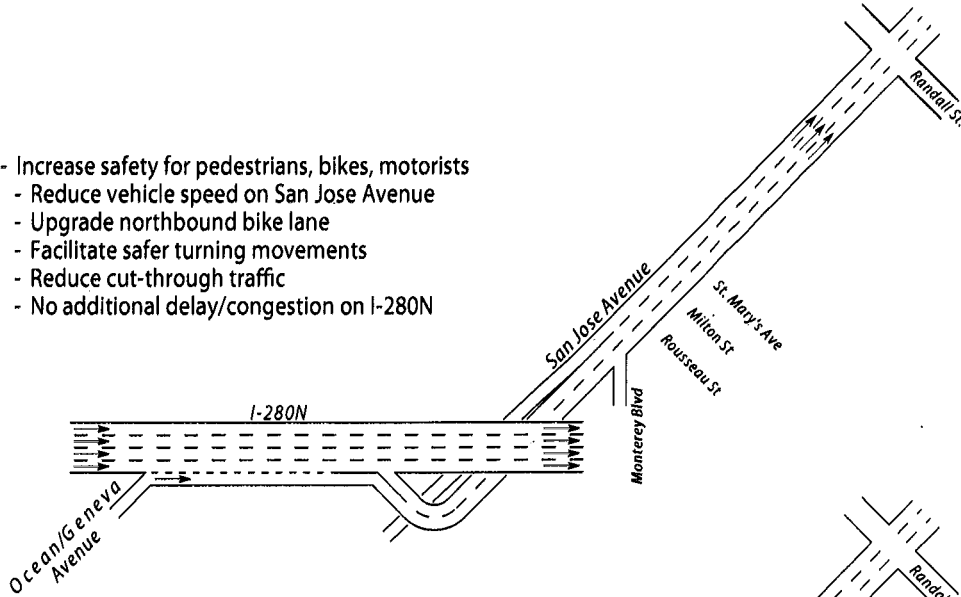 Randall St.
- Increase safety for pedestrians, bikes, motorists
- Reduce vehicle speed on San Jose Avenue
- Upgrade northbound bike lane
- Facilitate safer turning movements
- Reduce cut-through traffic
- No additional delay/congestion on I-280N
San Jose Avenue
St. Mary's Ave
Milton St
Rousseau St
Monterey Blvd
I-280N
Ocean/Geneva
Avenue